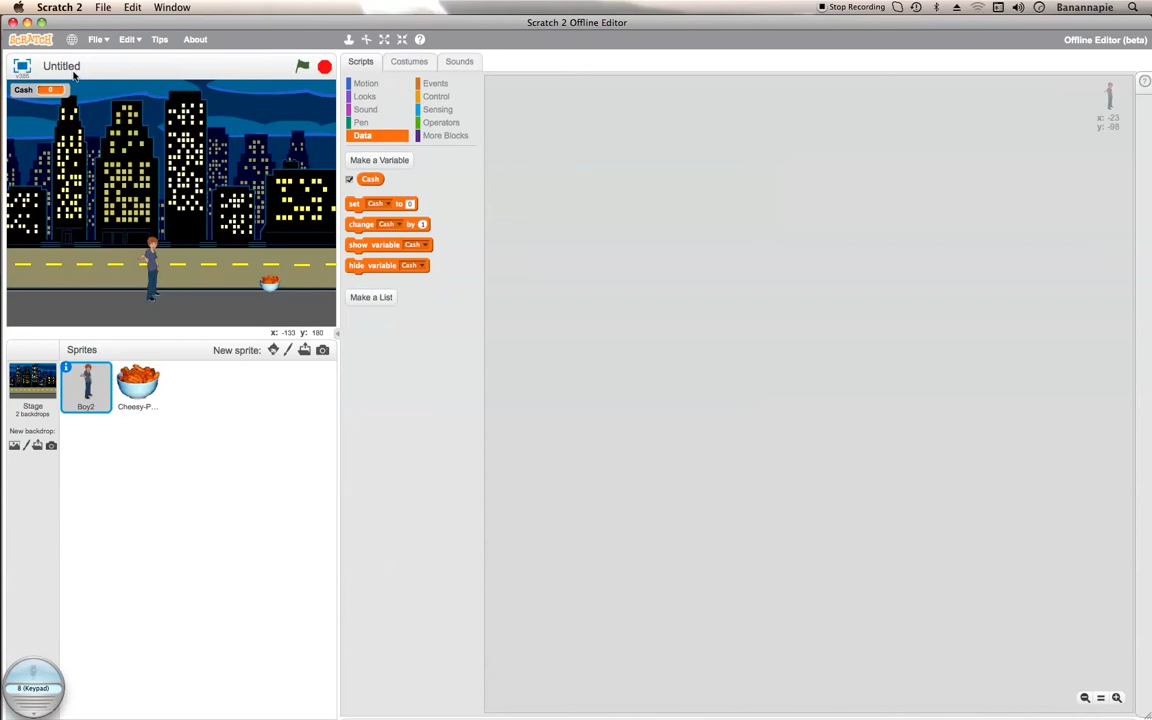 Scratch 2 File Edit Window Stop Recording Banannapie
Scratch 2 Offline Editor
SCRATCH File Edit Tips About Offline Editor (beta)
Untitled
v385
Scripts Costumes Sounds
Cash 0
Motion Events
Looks Control
Sound Sensing
Pen Operators
Data More Blocks
Make a Variable
Cash
set Cash to 0
change Cash by 1
show variable Cash
hide variable Cash
Make a List
x: -23
y: -98
x: -133 y: 180
Sprites New sprite:
Stage
2 backdrops
New backdrop:
Boy2
Cheesy-P...
8 (Keypad)